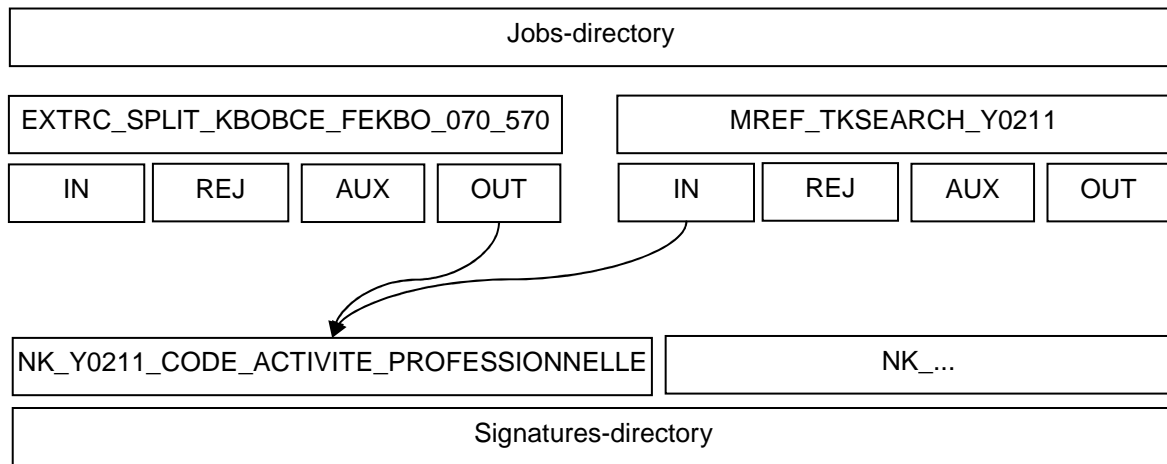 Jobs-directory
EXTRC_SPLIT_KBOBCE_FEKBO_070_570
MREF_TKSEARCH_Y0211
IN
REJ
AUX
OUT
IN
REJ
AUX
OUT
NK_Y0211_CODE_ACTIVITE_PROFESSIONNELLE
NK_...
Signatures-directory